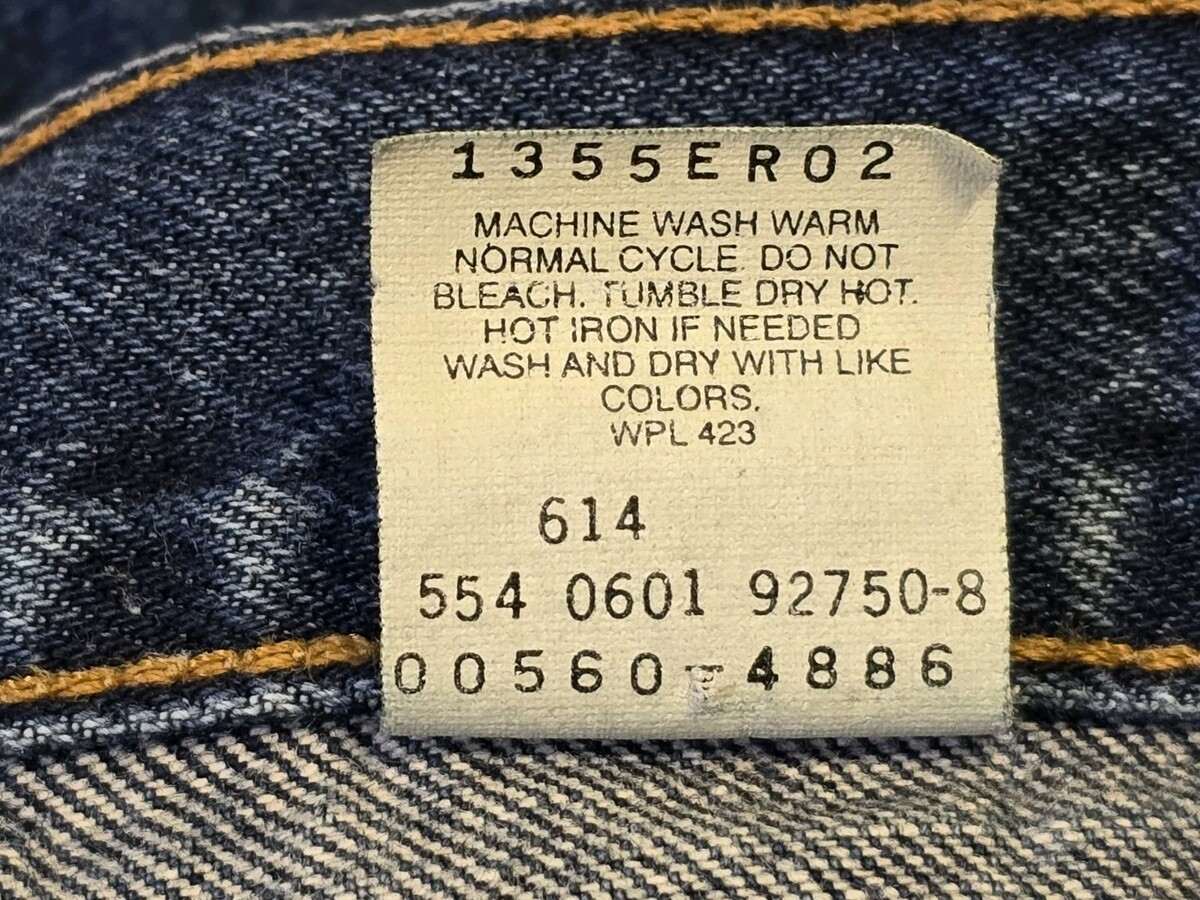 1355ER02
MACHINE WASH WARM
NORMAL CYCLE. DO NOT
BLEACH. TUMBLE DRY HOT.
HOT IRON IF NEEDED
WASH AND DRY WITH LIKE
COLORS.
WPL 423
614
554 0601 92750-8
00560-4886